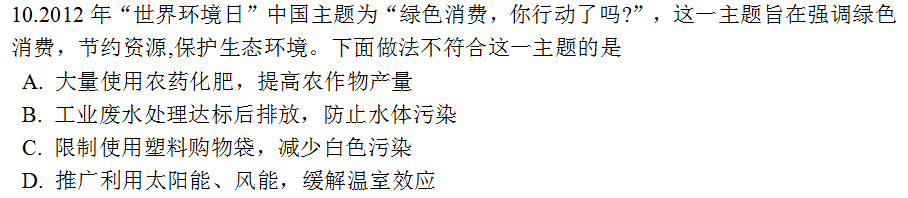 10.2012 年“世界环境日”中国主题为“绿色消费，你行动了吗?”，这一主题旨在强调绿色
消费，节约资源,保护生态环境。下面做法不符合这一主题的是
A. 大量使用农药化肥，提高农作物产量
B. 工业废水处理达标后排放，防止水体污染
C. 限制使用塑料购物袋，减少白色污染
D. 推广利用太阳能、风能，缓解温室效应